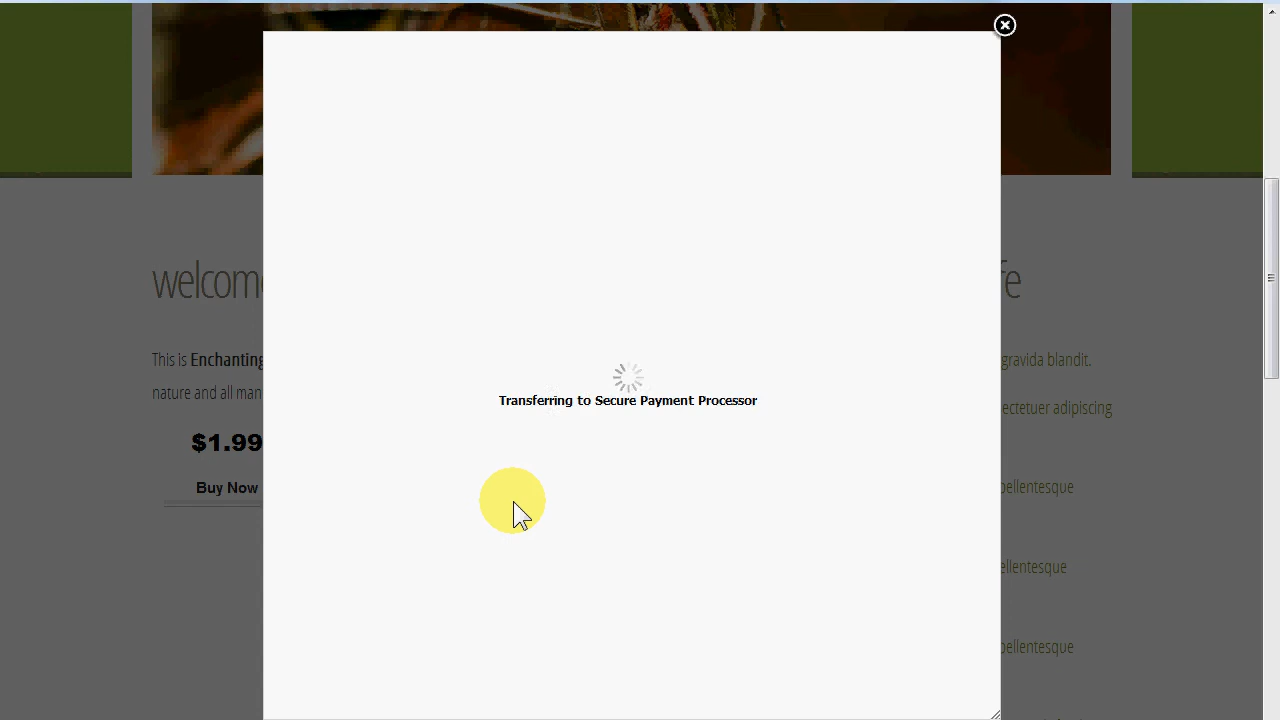 welcome
fe
This is Enchanting
gravida blandit.
nature and all man
ectetuer adipiscing
Transferring to Secure Payment Processor
$1.99
Buy Now
pellentesque
ellentesque
pellentesque